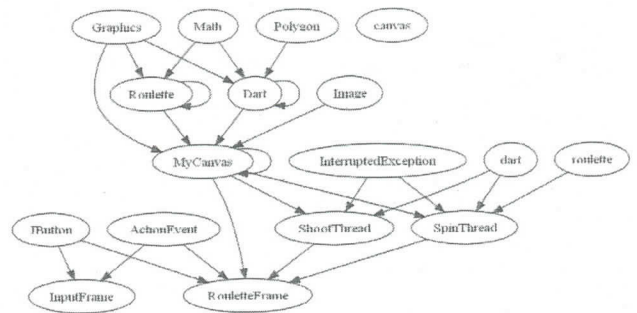 Graphics Math Polygon canvas
Roulette Dart Image
MyCanvas InterruptedException dart roulette
JButton ActionEvent ShootThread SpinThread
InputFrame RouletteFrame